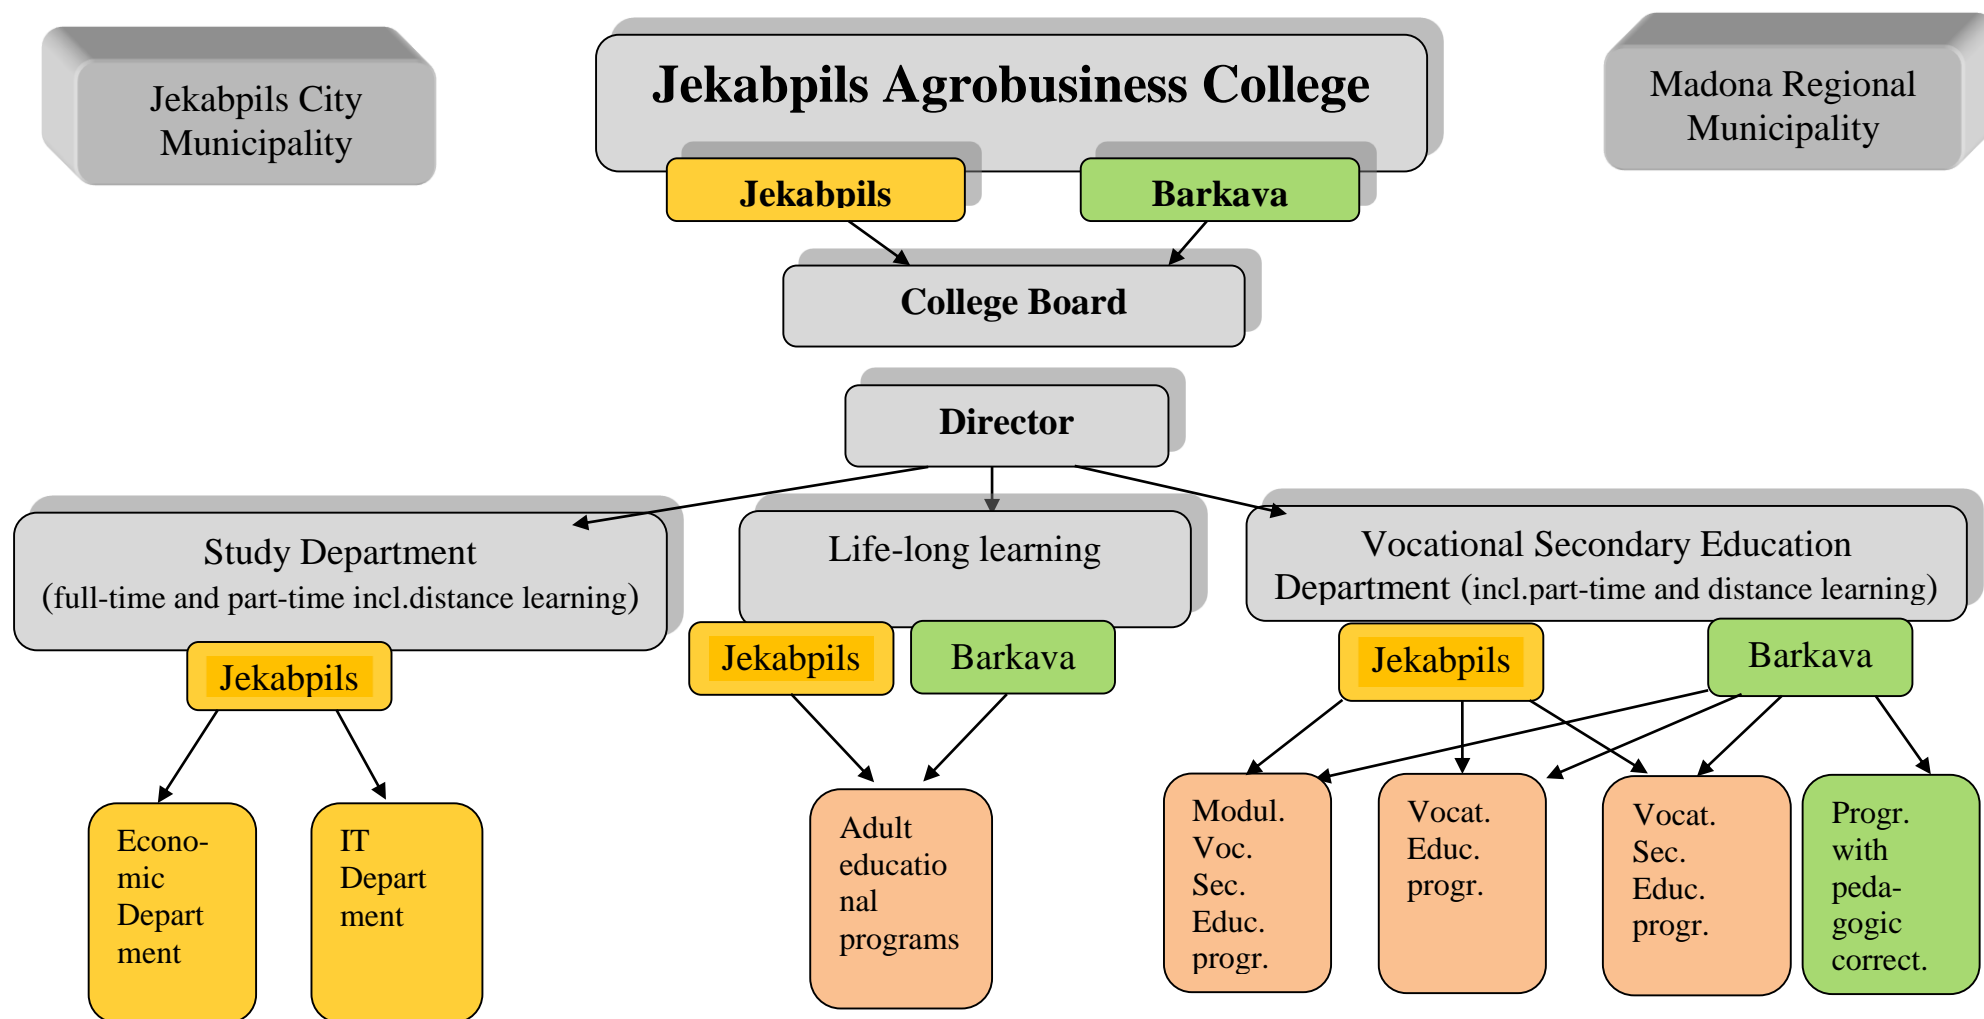 Jekabpils City
Municipality
Jekabpils Agrobusiness College
Madona Regional
Municipality
Jekabpils
Barkava
College Board
Director
Study Department
(full-time and part-time incl.distance learning)
Jekabpils
Life-long learning
Jekabpils
Barkava
Vocational Secondary Education
Department (incl.part-time and distance learning)
Jekabpils
Barkava
Econo-
mic
Depart
ment
IT
Depart
ment
Adult
educatio
nal
programs
Modul.
Voc.
Sec.
Educ.
progr.
Vocat.
Educ.
progr.
Vocat.
Sec.
Educ.
progr.
Progr.
with
peda-
gogic
correct.